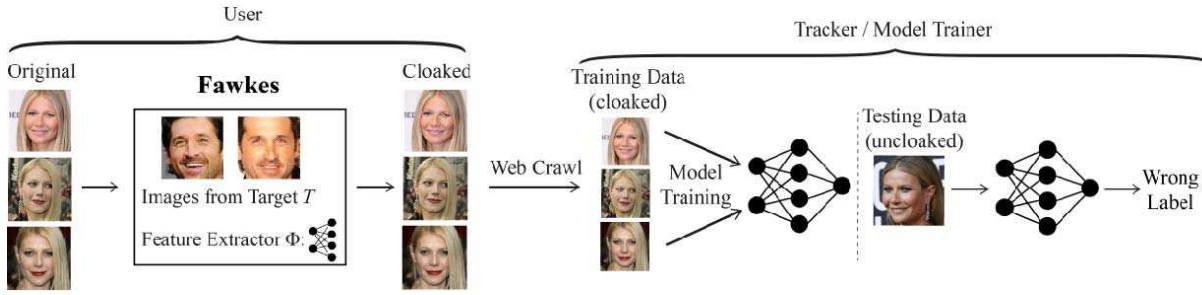 User
Tracker / Model Trainer
Original
Fawkes
Cloaked
Images from Target T
Feature Extractor Φ:
Web Crawl
Training Data
(cloaked)
Model
Training
Testing Data
(uncloaked)
Wrong
Label